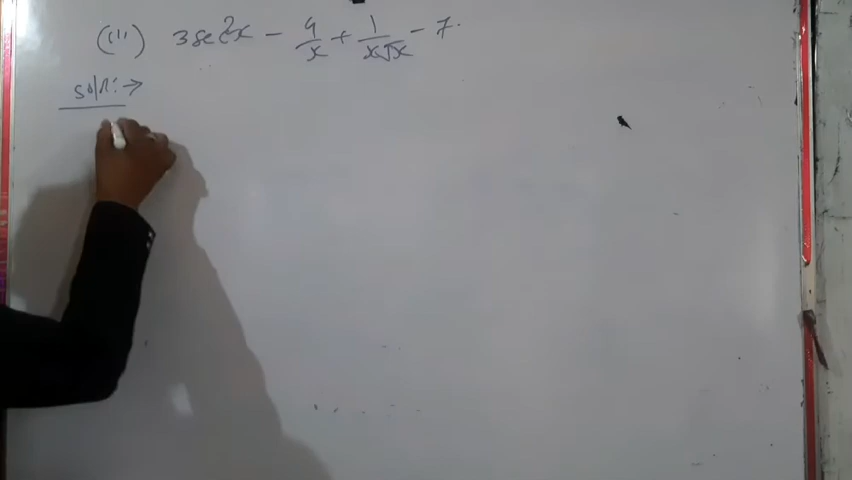 (ii) 3sec²x - 4/x + 1/(x√x) - 7.
Solⁿ: →